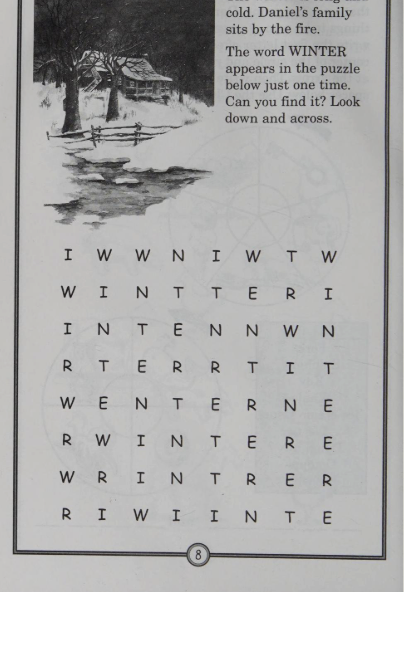 cold. Daniel's family
sits by the fire.
The word WINTER
appears in the puzzle
below just one time.
Can you find it? Look
down and across.
I W W N I W T W
W I N T T E R I
I N T E N N W N
R T E R R T I T
W E N T E R N E
R W I N T E R E
W R I N T R E R
R I W I I N T E
8